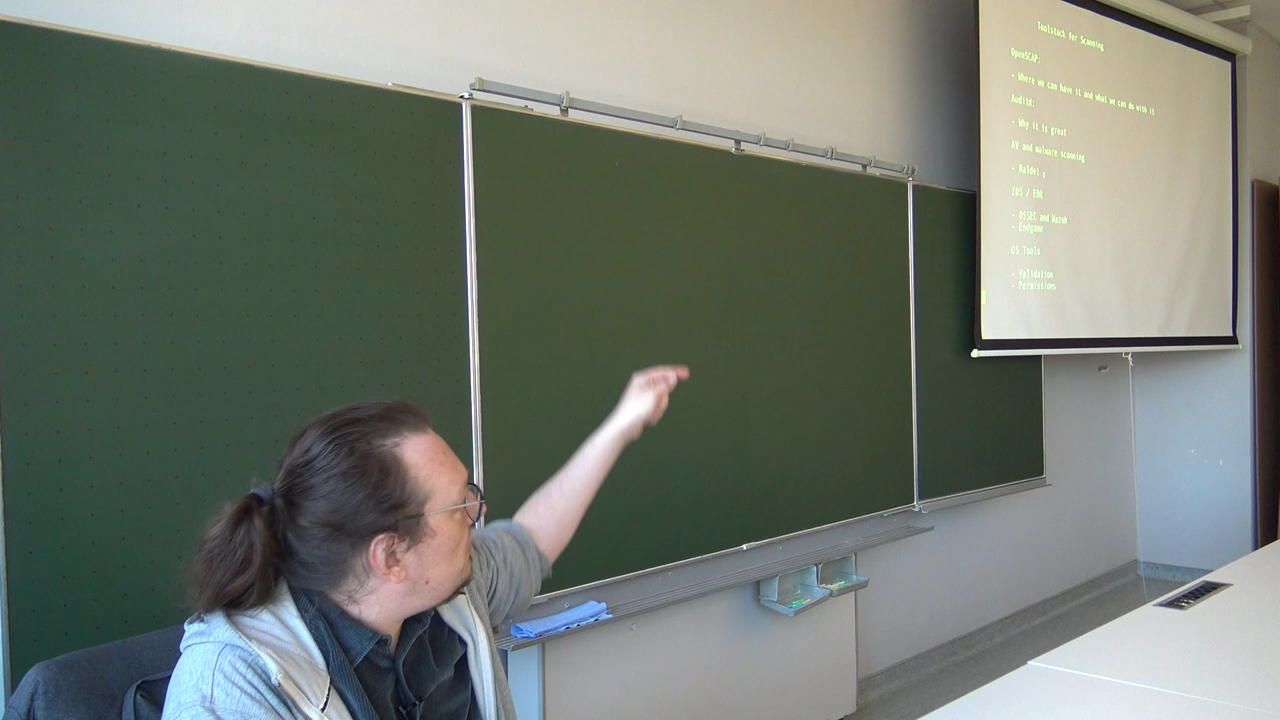 Toolstack for Scanning
OpenSCAP:
- Where we can have it and what we can do with it
Auditd:
- Why it is great
AV and malware scanning
- Maldet ;
IDS / EDR
- OSSEC and Wazuh
- Endgame
OS Tools
- Validation
- Permissions